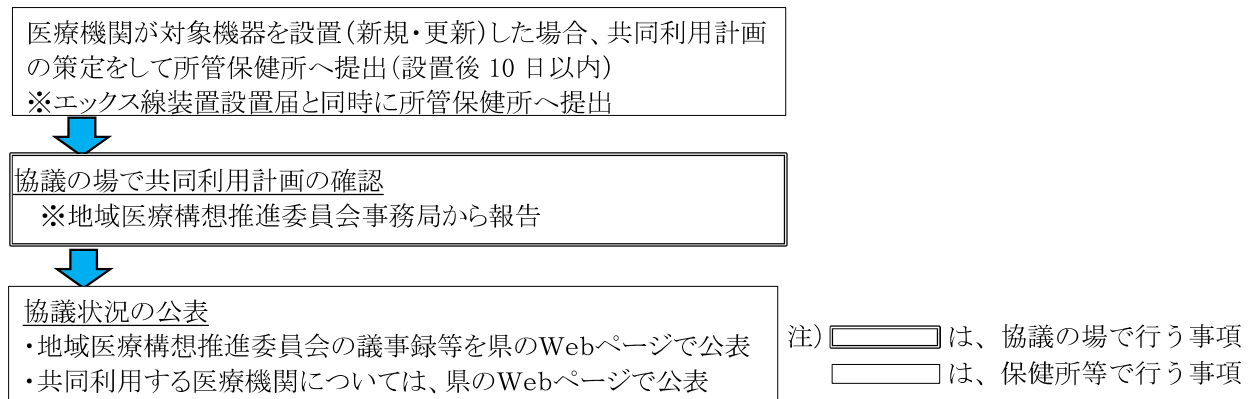 医療機関が対象機器を設置(新規・更新)した場合、共同利用計画
の策定をして所管保健所へ提出(設置後 10 日以内)
※エックス線装置設置届と同時に所管保健所へ提出
協議の場で共同利用計画の確認
※地域医療構想推進委員会事務局から報告
協議状況の公表
・地域医療構想推進委員会の議事録等を県のWebページで公表
・共同利用する医療機関については、県のWebページで公表
注) は、協議の場で行う事項
は、保健所等で行う事項